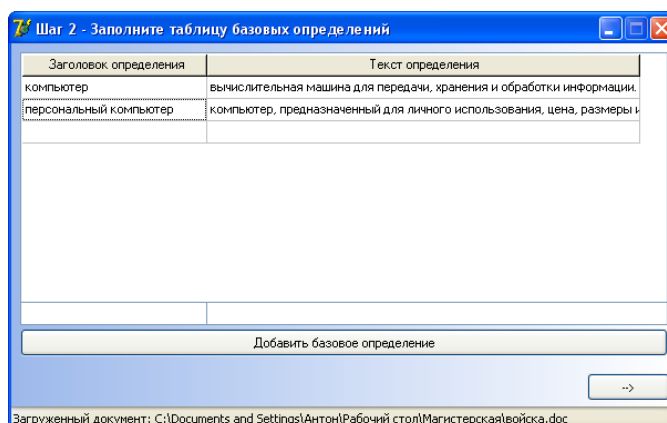 Шаг 2 - Заполните таблицу базовых определений
Заголовок определения Текст определения
компьютер вычислительная машина для передачи, хранения и обработки информации.
персональный компьютер компьютер, предназначенный для личного использования, цена, размеры и
Добавить базовое определение
-->
Загруженный документ: C:\Documents and Settings\Антон\Рабочий стол\Магистерская\войска.doc